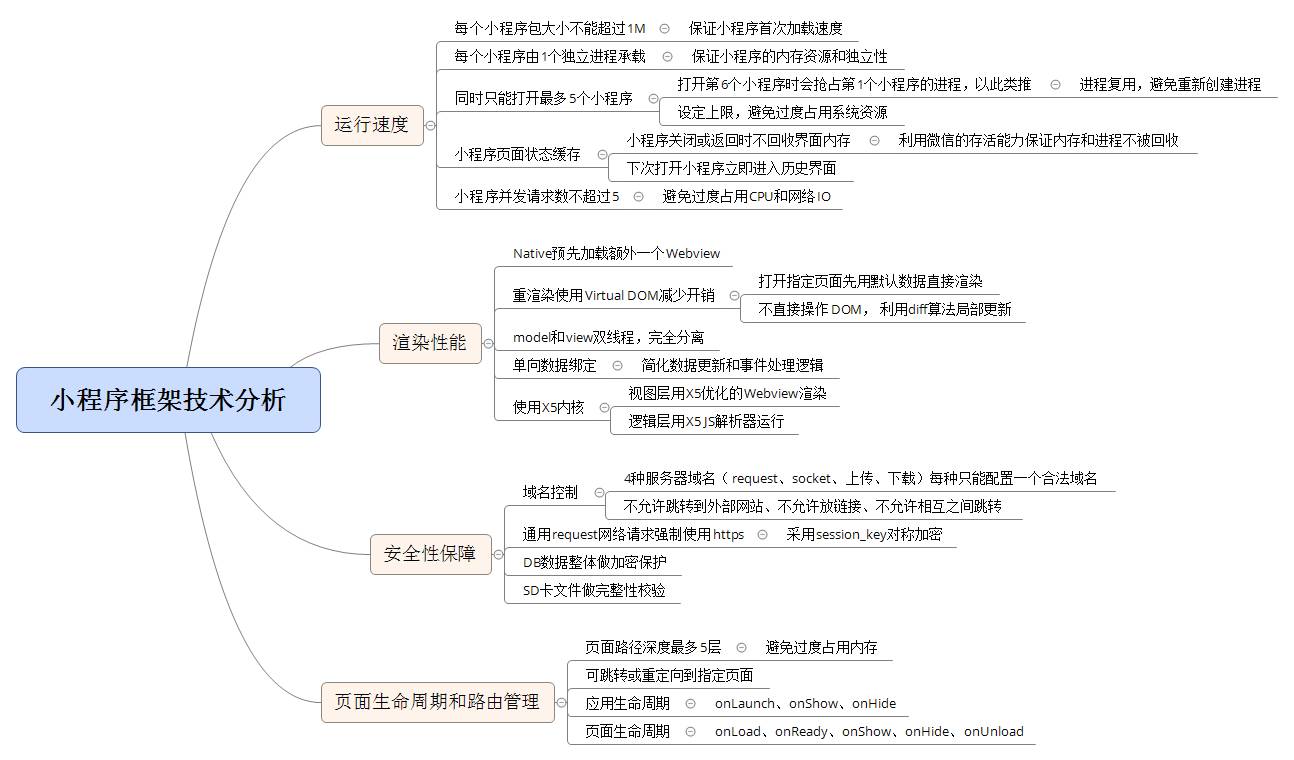 小程序框架技术分析
运行速度
每个小程序包大小不能超过1M
保证小程序首次加载速度
每个小程序由1个独立进程承载
保证小程序的内存资源和独立性
同时只能打开最多5个小程序
打开第6个小程序时会抢占第1个小程序的进程，以此类推
进程复用，避免重新创建进程
设定上限，避免过度占用系统资源
小程序页面状态缓存
小程序关闭或返回时不回收界面内存
利用微信的存活能力保证内存和进程不被回收
下次打开小程序立即进入历史界面
小程序并发请求数不超过5
避免过度占用CPU和网络IO
渲染性能
Native预先加载额外一个Webview
重渲染使用Virtual DOM减少开销
打开指定页面先用默认数据直接渲染
不直接操作DOM， 利用diff算法局部更新
model和view双线程，完全分离
单向数据绑定
简化数据更新和事件处理逻辑
使用X5内核
视图层用X5优化的Webview渲染
逻辑层用X5 JS解析器运行
安全性保障
域名控制
4种服务器域名（ request、socket、上传、下载）每种只能配置一个合法域名
不允许跳转到外部网站、不允许放链接、不允许相互之间跳转
通用request网络请求强制使用https
采用session_key对称加密
DB数据整体做加密保护
SD卡文件做完整性校验
页面生命周期和路由管理
页面路径深度最多5层
避免过度占用内存
可跳转或重定向到指定页面
应用生命周期
onLaunch、onShow、onHide
页面生命周期
onLoad、onReady、onShow、onHide、onUnload